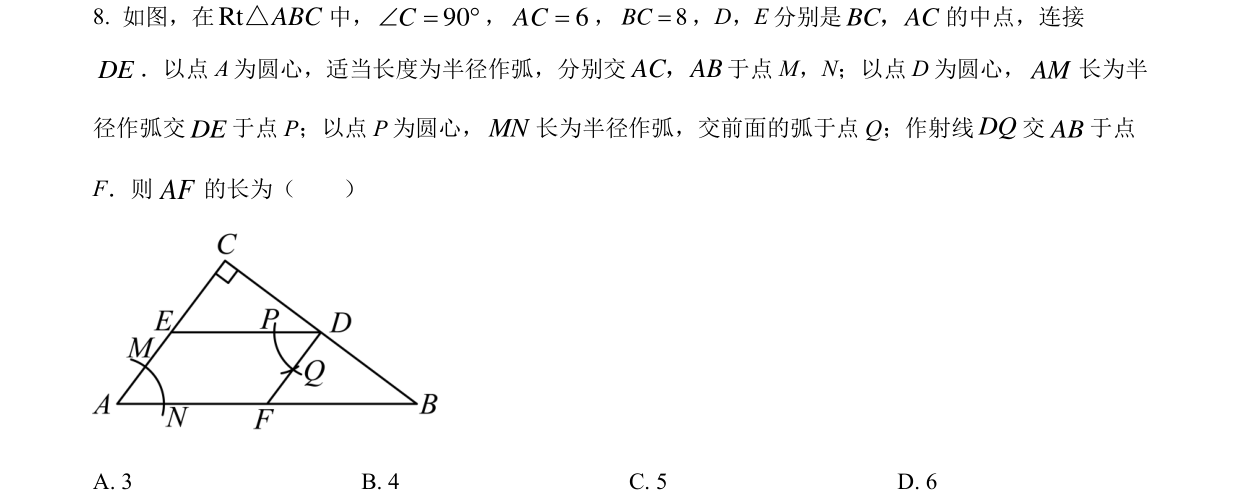 8. 如图，在Rt△ABC中，∠C=90°，AC=6，BC=8，D，E分别是BC，AC的中点，连接
DE．以点A为圆心，适当长度为半径作弧，分别交AC，AB于点M，N；以点D为圆心，AM长为半
径作弧交DE于点P；以点P为圆心，MN长为半径作弧，交前面的弧于点Q；作射线DQ交AB于点
F．则AF的长为（　　）
C
E
P
D
M
Q
A
N
F
B
A. 3 B. 4 C. 5 D. 6